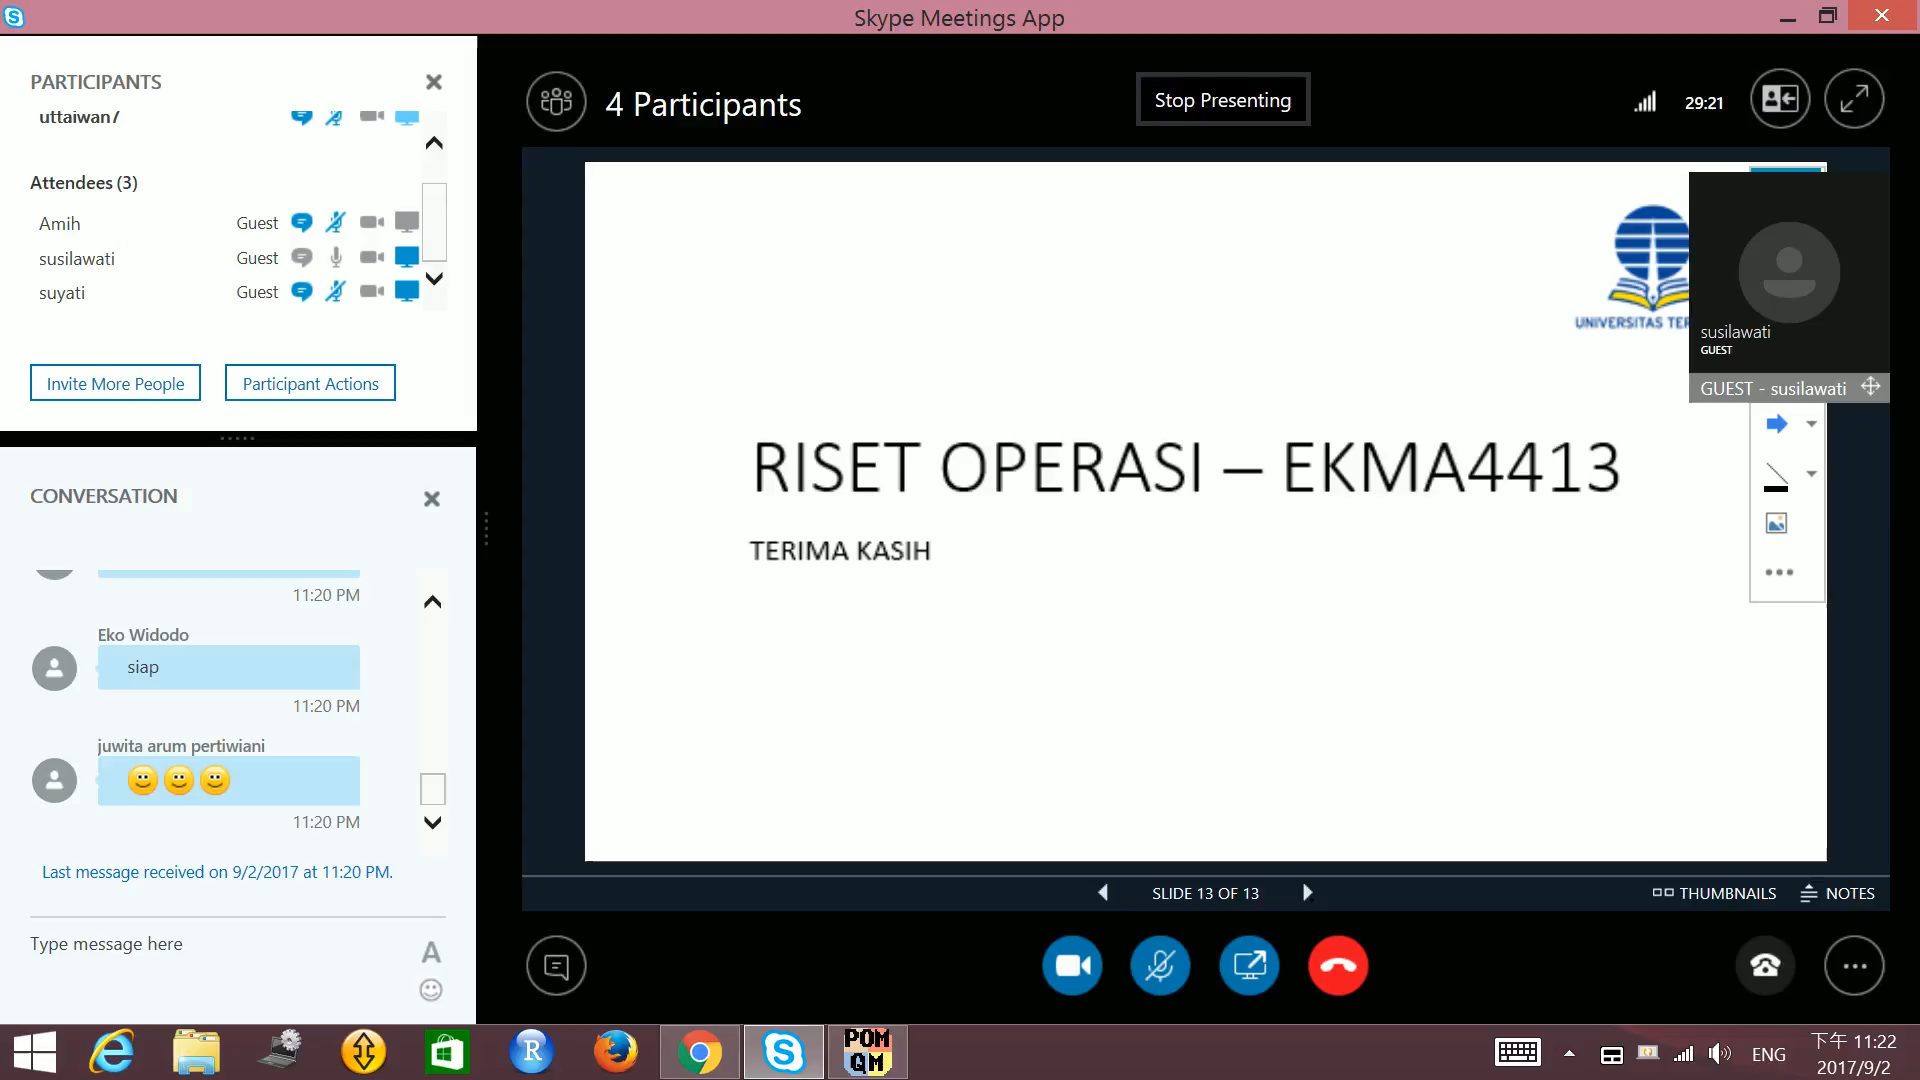 Skype Meetings App
PARTICIPANTS
uttaiwan/
Attendees (3)
Amih Guest
susilawati Guest
suyati Guest
Invite More People
Participant Actions
CONVERSATION
11:20 PM
Eko Widodo
siap
11:20 PM
juwita arum pertiwiani
11:20 PM
Last message received on 9/2/2017 at 11:20 PM.
Type message here
A
4 Participants
Stop Presenting
29:21
UNIVERSITAS TER
susilawati
GUEST
GUEST - susilawati
RISET OPERASI – EKMA4413
TERIMA KASIH
SLIDE 13 OF 13
THUMBNAILS
NOTES
R
POM
QM
ENG
下午 11:22
2017/9/2